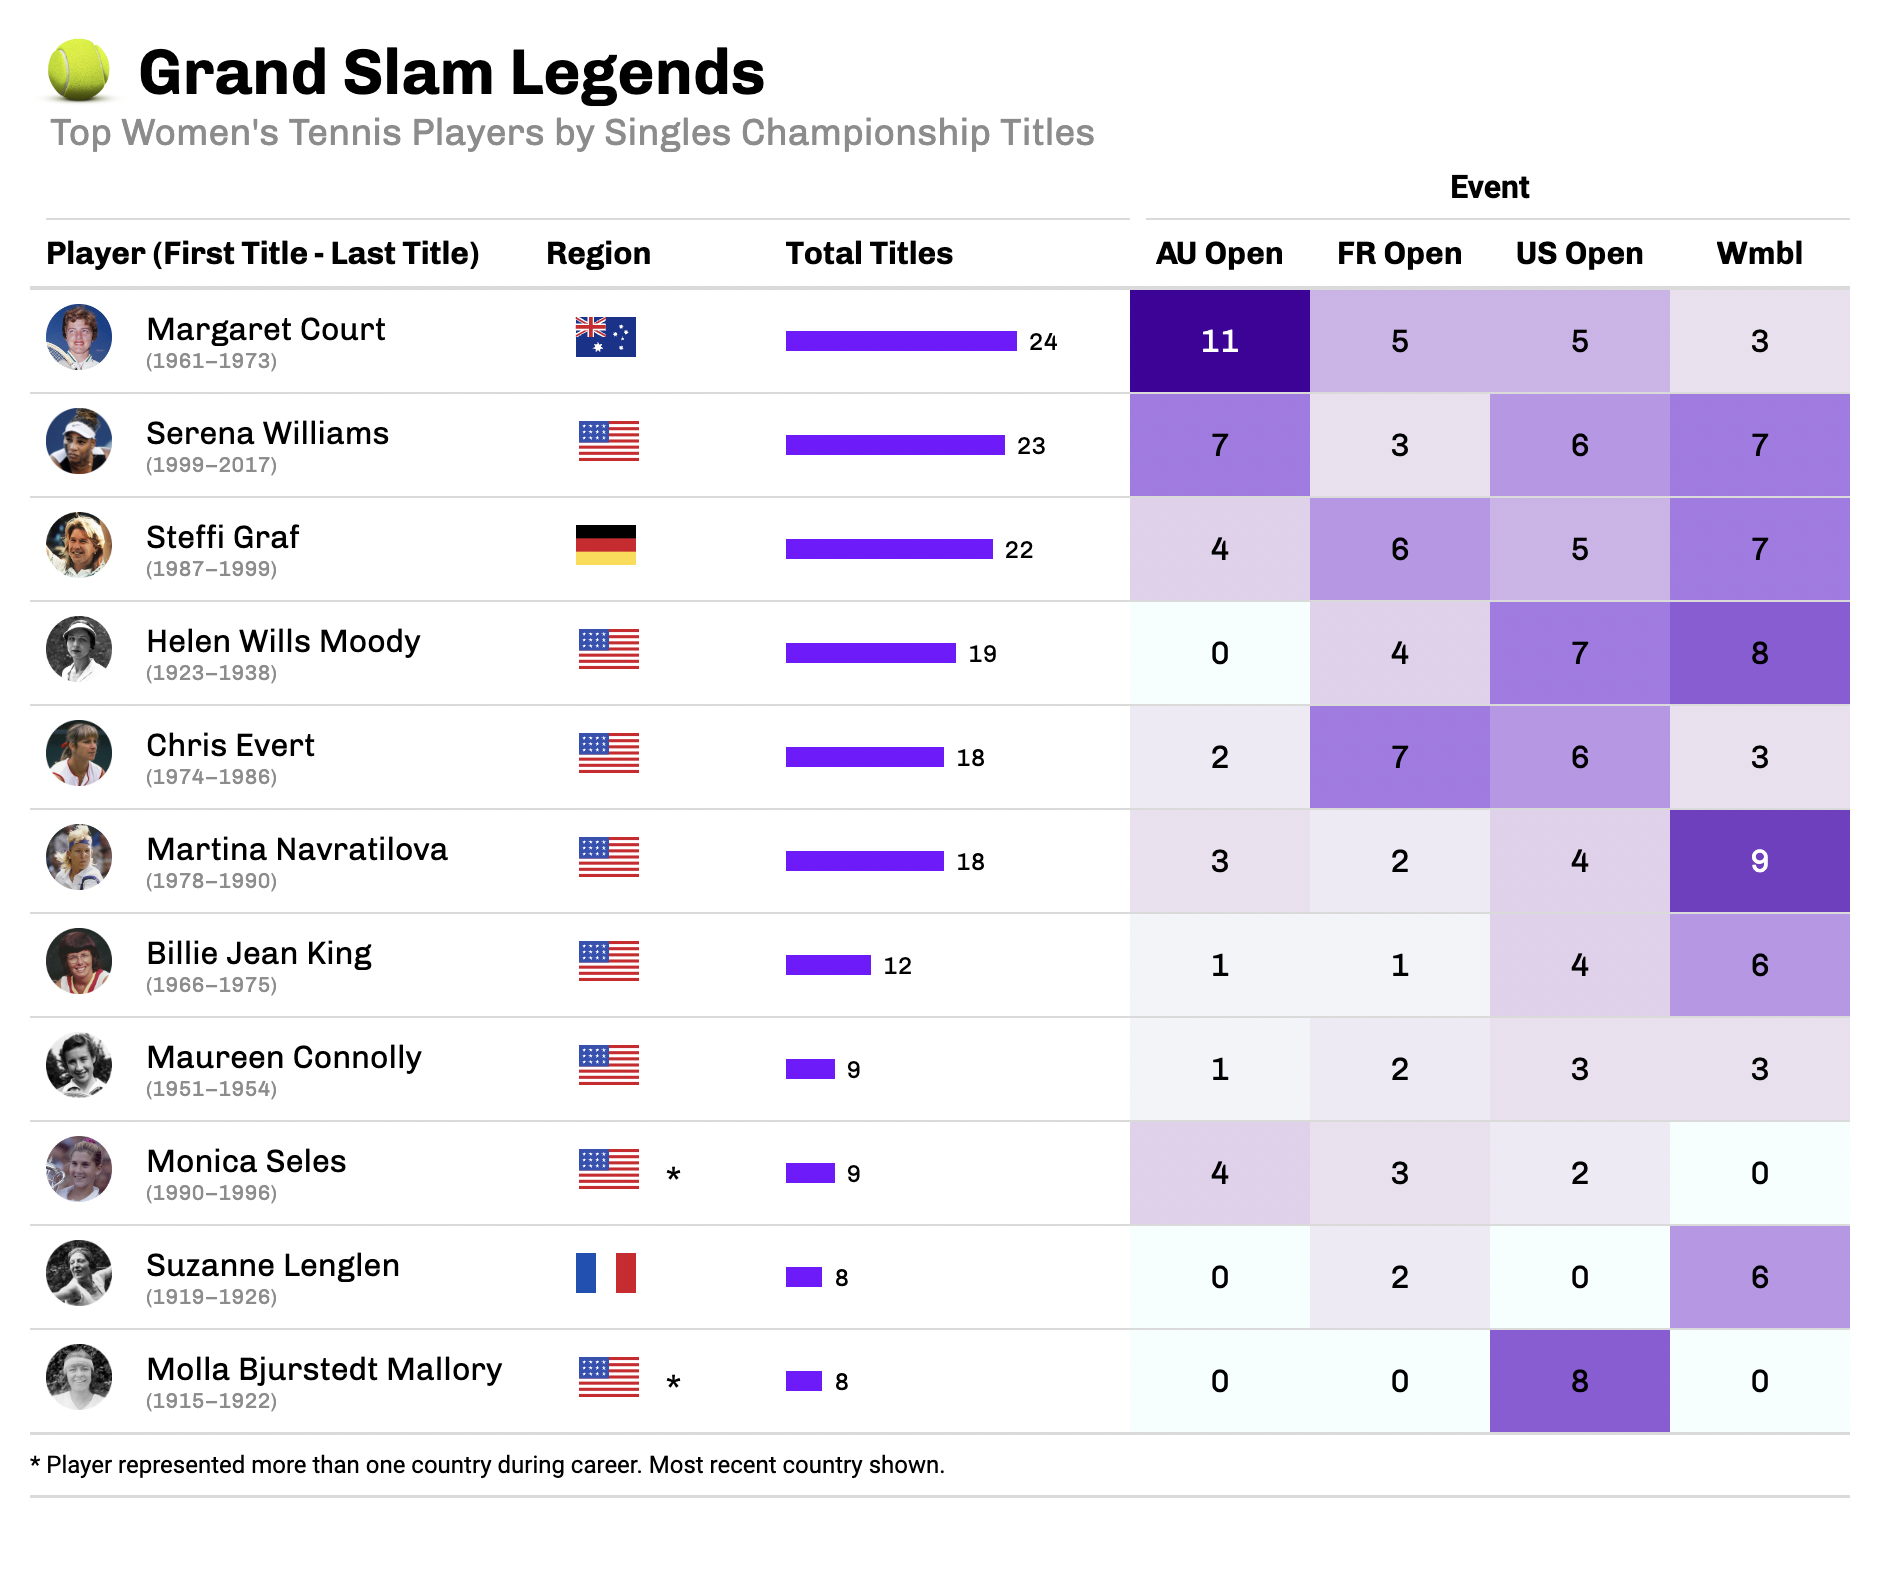 Grand Slam Legends
Top Women's Tennis Players by Singles Championship Titles
Event
Player (First Title - Last Title) Region Total Titles AU Open FR Open US Open Wmbl
Margaret Court 24 11 5 5 3
(1961–1973)
Serena Williams 23 7 3 6 7
(1999–2017)
Steffi Graf 22 4 6 5 7
(1987–1999)
Helen Wills Moody 19 0 4 7 8
(1923–1938)
Chris Evert 18 2 7 6 3
(1974–1986)
Martina Navratilova 18 3 2 4 9
(1978–1990)
Billie Jean King 12 1 1 4 6
(1966–1975)
Maureen Connolly 9 1 2 3 3
(1951–1954)
Monica Seles * 9 4 3 2 0
(1990–1996)
Suzanne Lenglen 8 0 2 0 6
(1919–1926)
Molla Bjurstedt Mallory * 8 0 0 8 0
(1915–1922)
* Player represented more than one country during career. Most recent country shown.